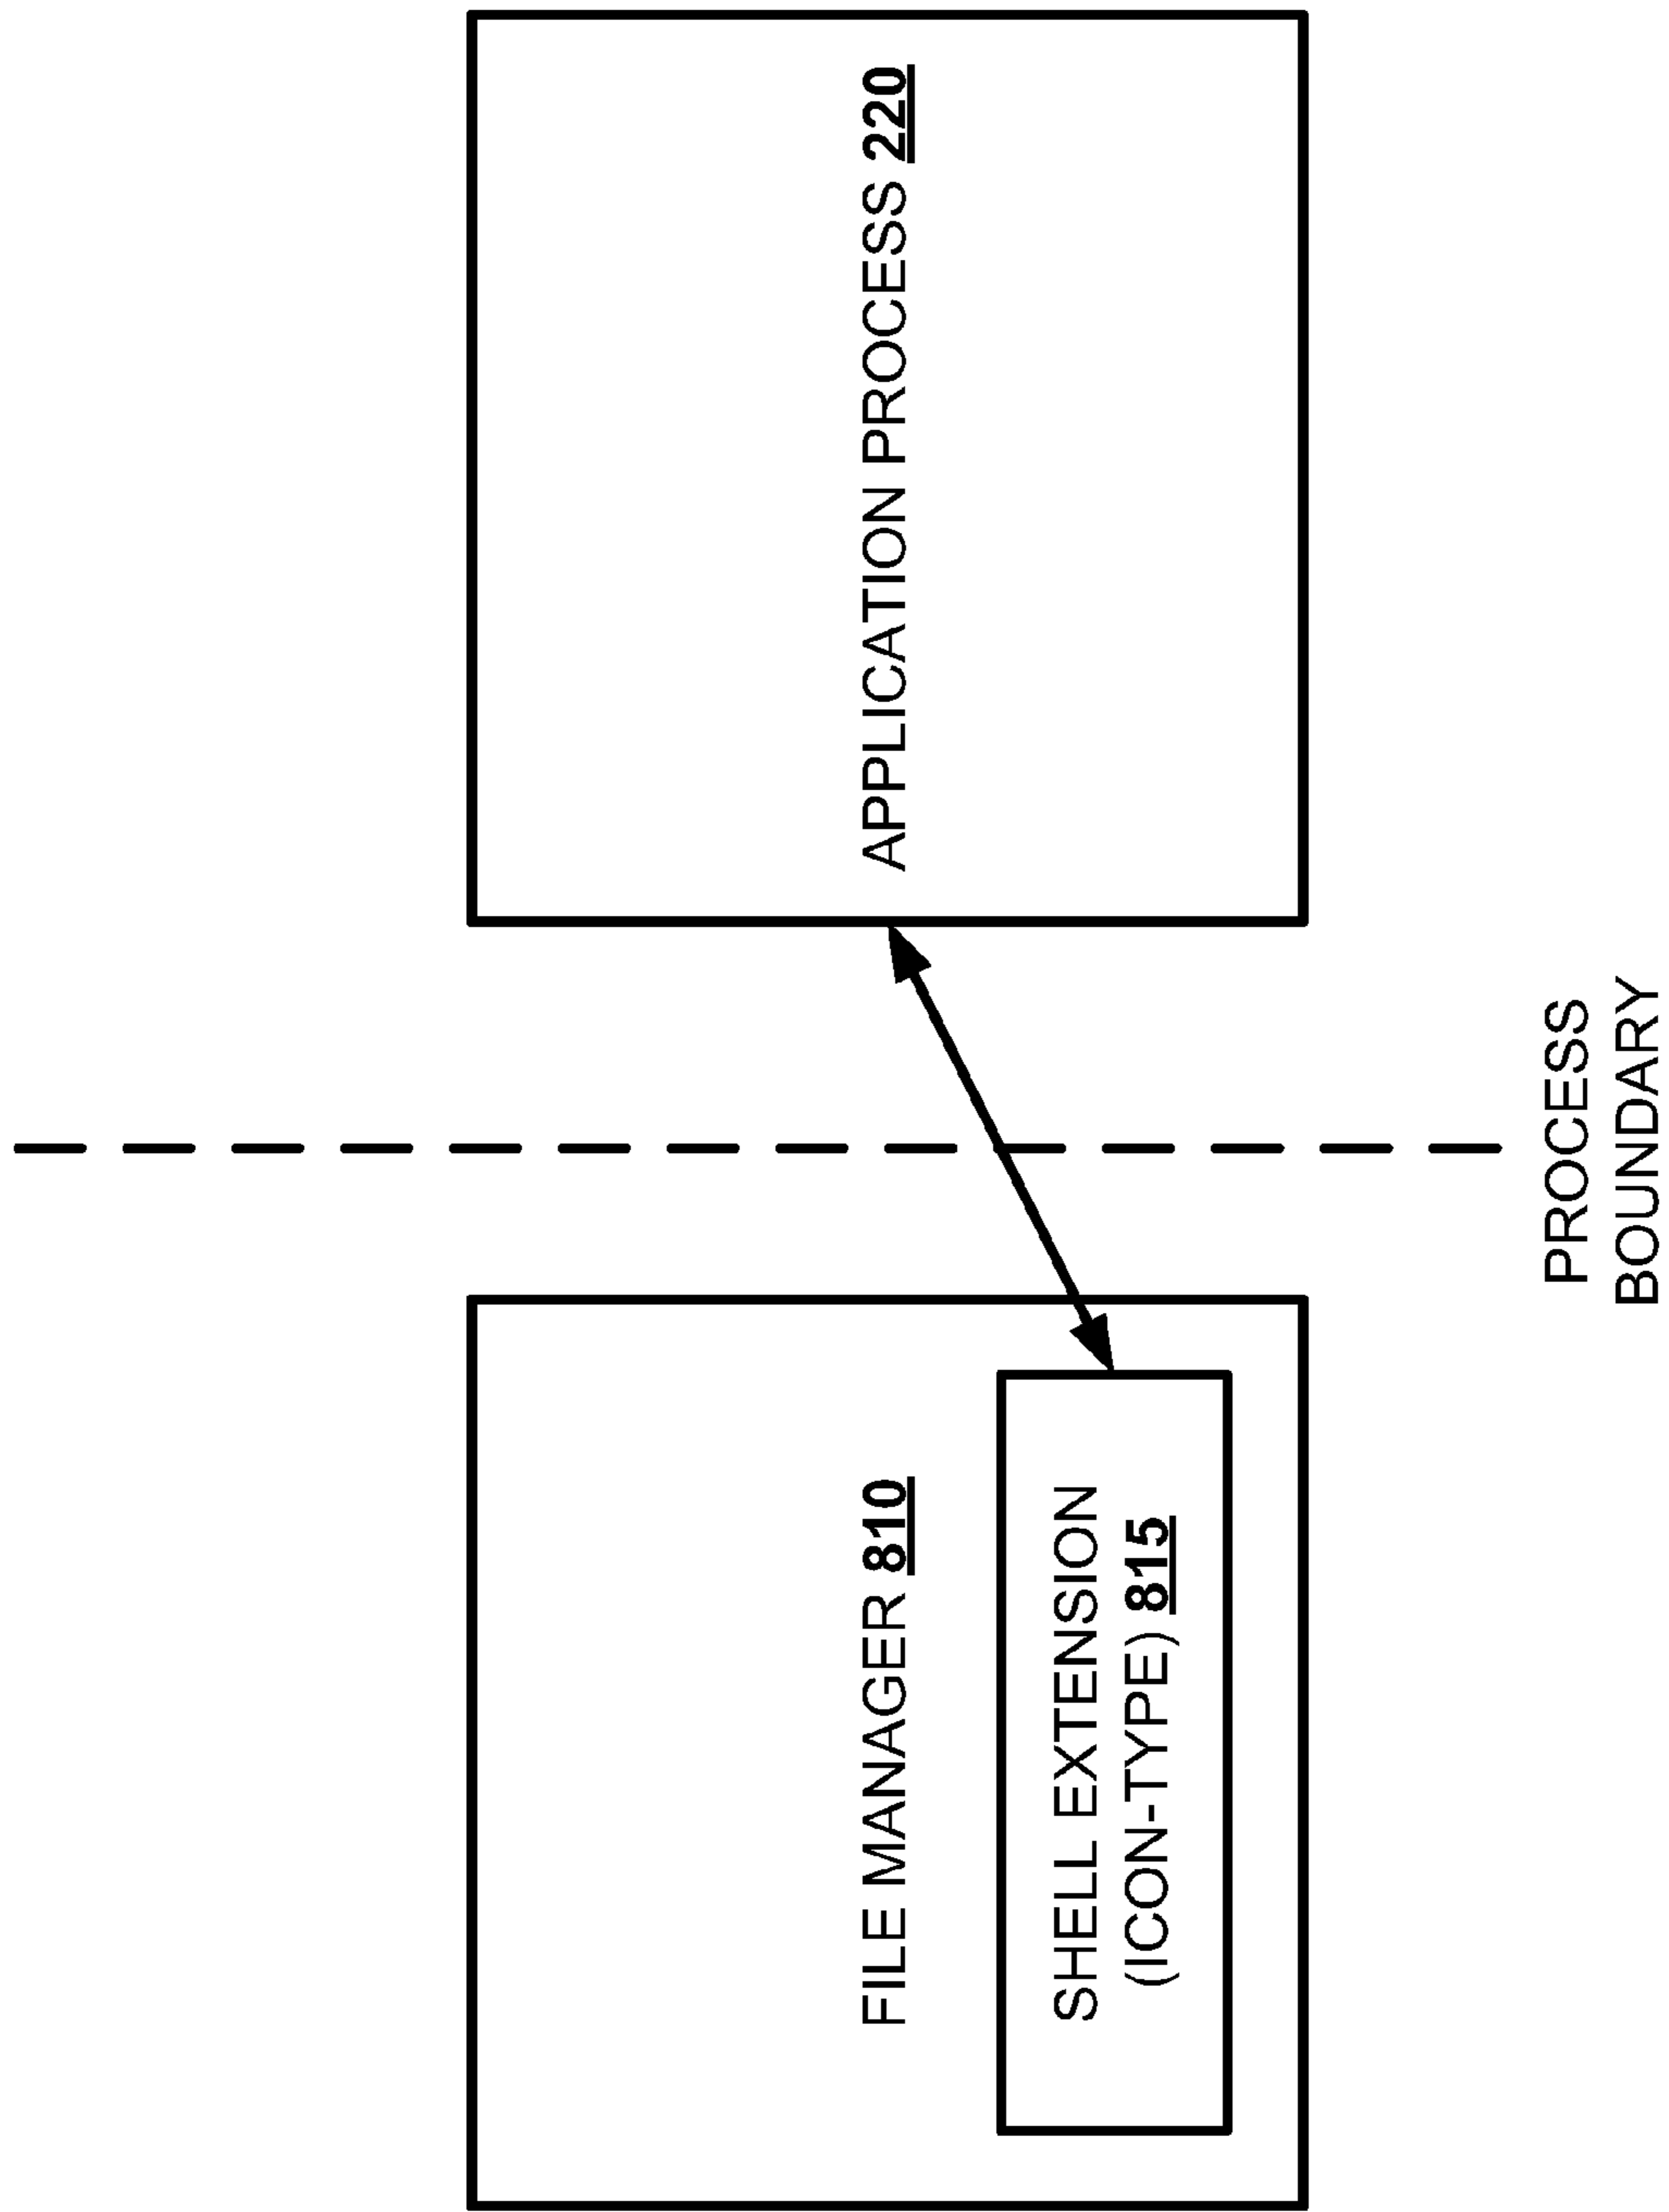 FILE MANAGER 810
SHELL EXTENSION
(ICON-TYPE) 815
APPLICATION PROCESS 220
PROCESS
BOUNDARY